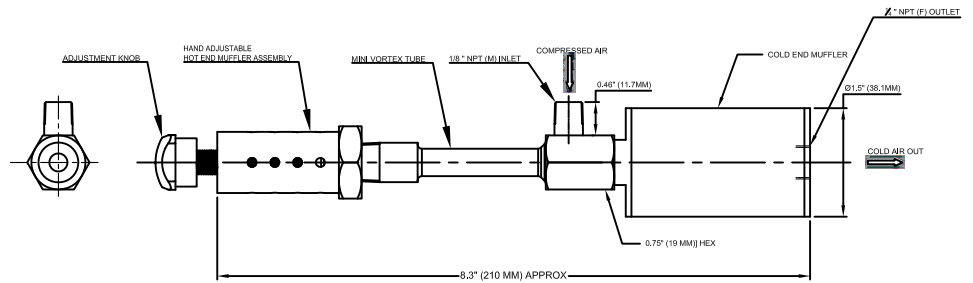 ¼ " NPT (F) OUTLET
HAND ADJUSTABLE
HOT END MUFFLER ASSEMBLY
COMPRESSED AIR
ADJUSTMENT KNOB
MINI VORTEX TUBE
1/8 " NPT (M) INLET
COLD END MUFFLER
0.46" (11.7MM)
Ø1.5" (38.1MM)
COLD AIR OUT
0.75" (19 MM)] HEX
8.3" (210 MM) APPROX